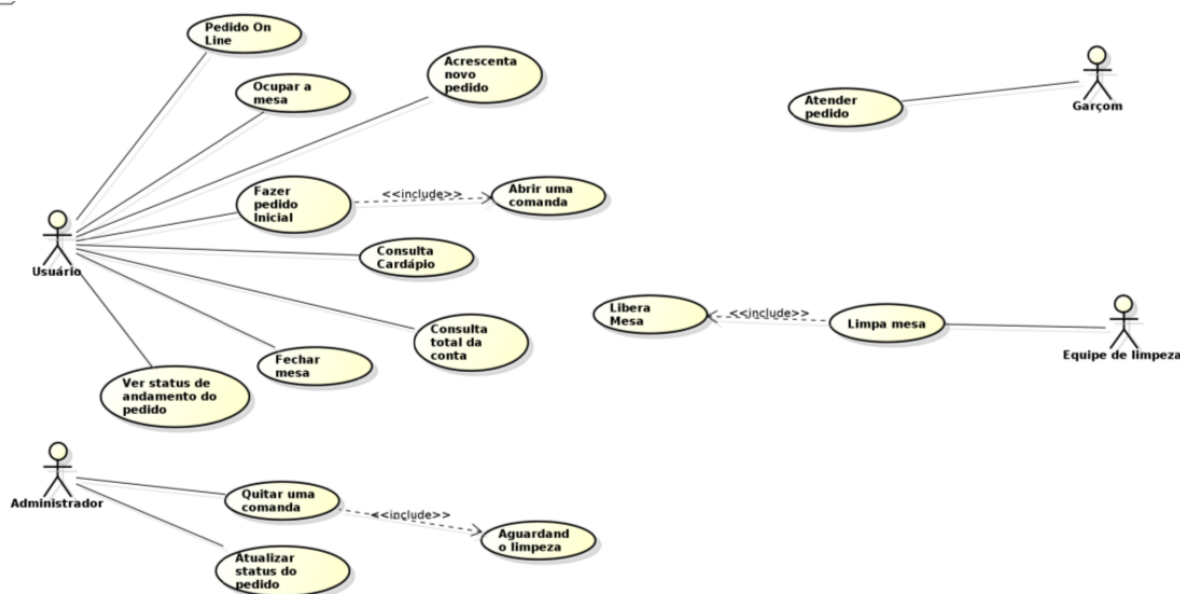 Pedido On
Line
Acrescenta
novo
pedido
Ocupar a
mesa
Atender
pedido
Garçom
Fazer
pedido
Inicial
<<include>>
Abrir uma
comanda
Usuário
Consulta
Cardápio
Libera
Mesa
<<include>>
Limpa mesa
Equipe de limpeza
Consulta
total da
conta
Fechar
mesa
Ver status de
andamento do
pedido
Administrador
Quitar uma
comanda
<<include>>
Aguardand
o limpeza
Atualizar
status do
pedido